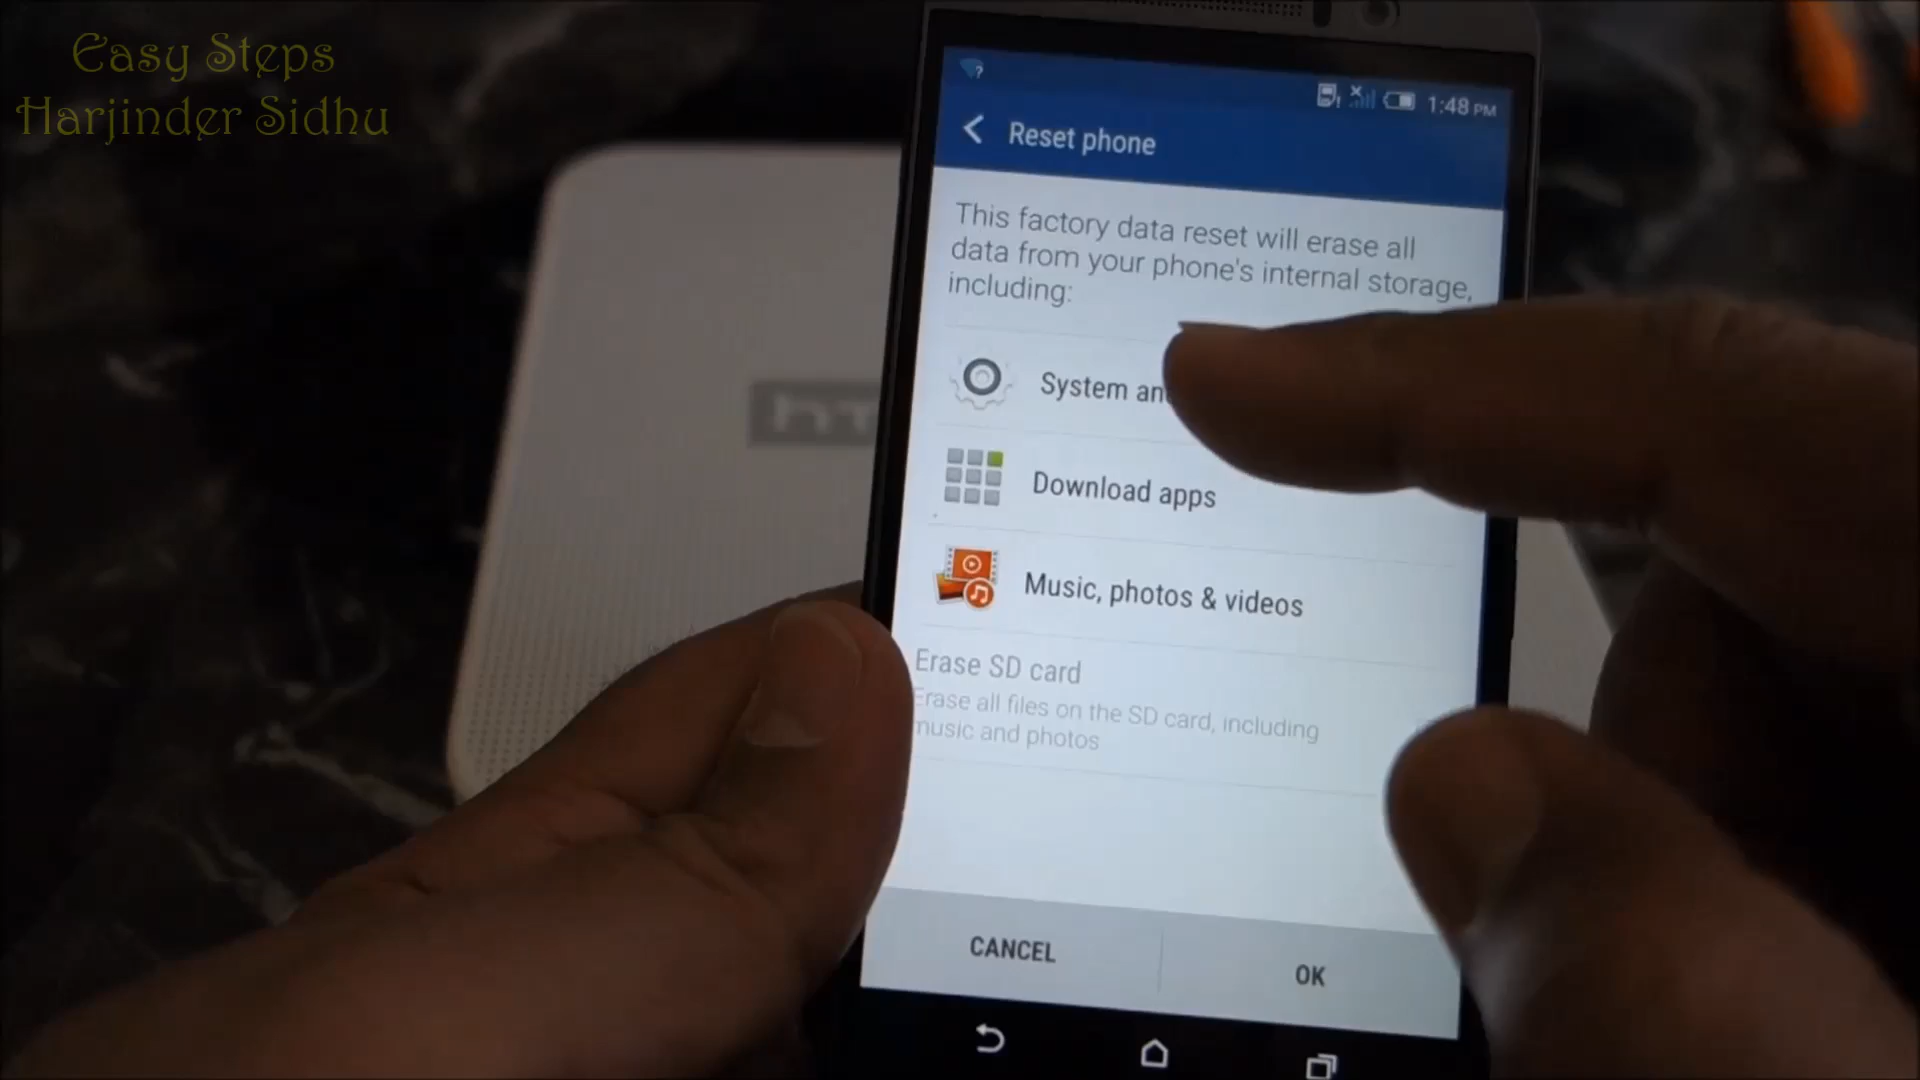 Easy Steps
Harjinder Sidhu
1:48 PM
Reset phone
This factory data reset will erase all
data from your phone's internal storage,
including:
System
Download apps
Music, photos & videos
Erase SD card
Erase all files on the SD card, including
music and photos
CANCEL
OK